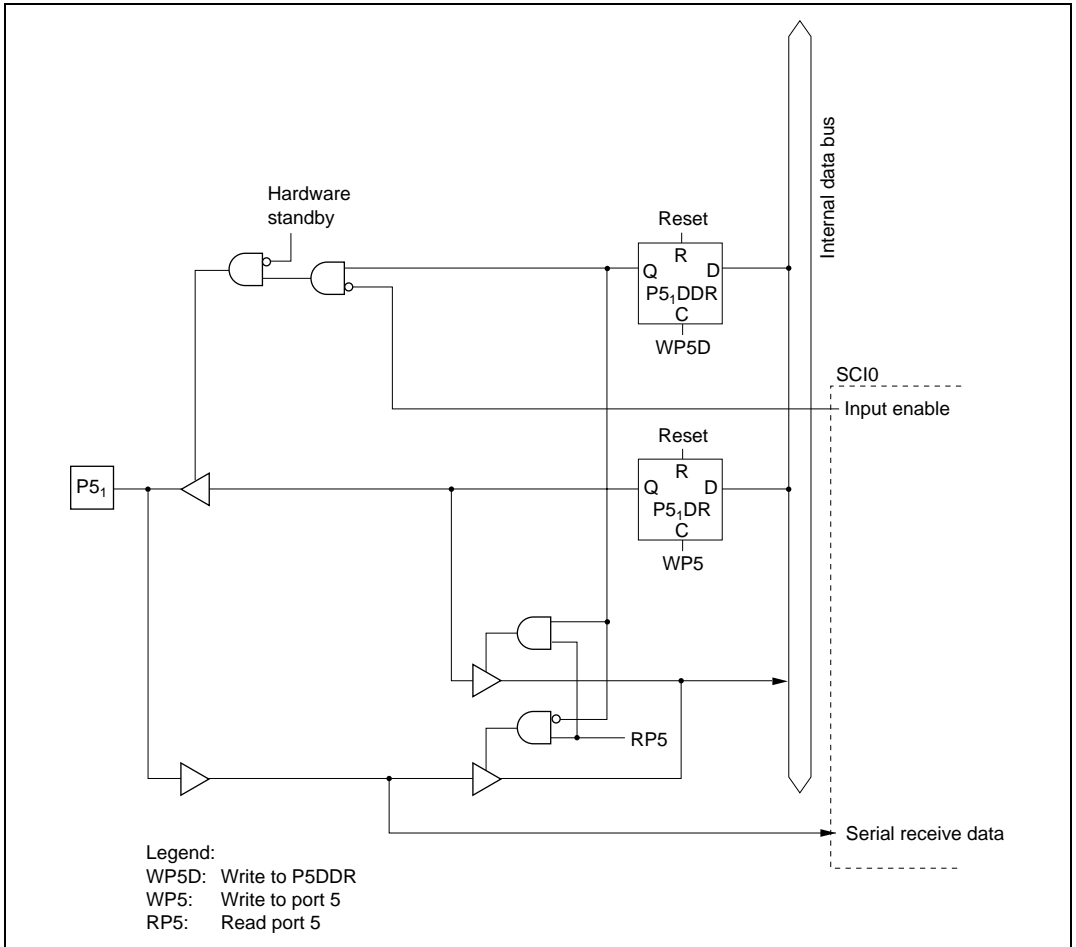 Hardware
standby
Reset
R
Q D
P5₁DDR
C
WP5D
Internal data bus
SCI0
Input enable
Reset
R
Q D
P5₁DR
C
WP5
P5₁
RP5
Serial receive data
Legend:
WP5D: Write to P5DDR
WP5: Write to port 5
RP5: Read port 5